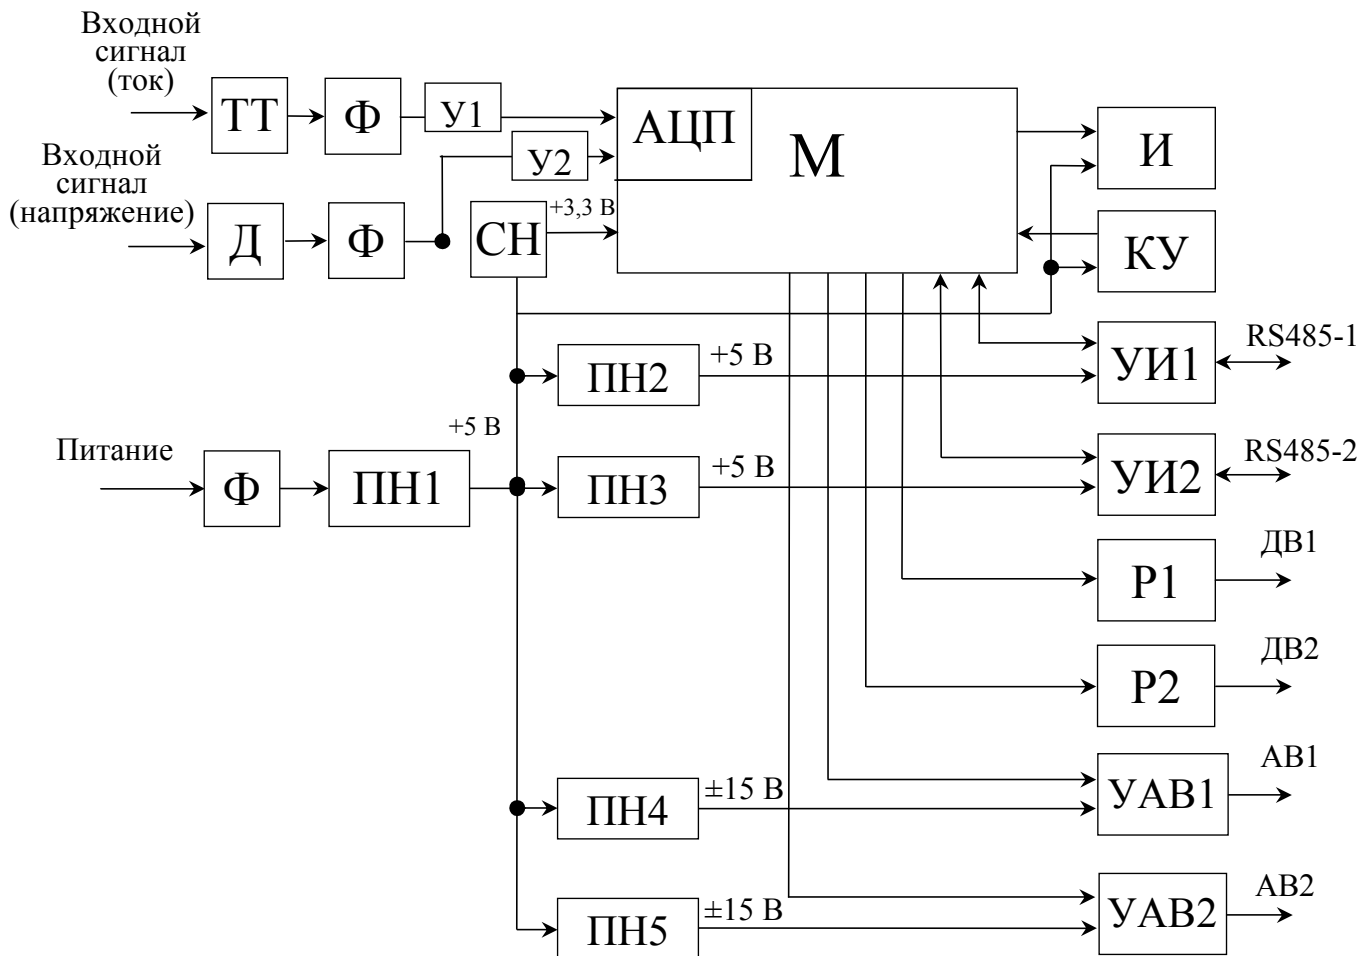 Входной
сигнал
(ток)
ТТ
Ф
У1
АЦП
М
И
Входной
сигнал
(напряжение)
У2
Д
Ф
СН
+3,3 В
КУ
ПН2
+5 В
УИ1
RS485-1
Питание
Ф
ПН1
+5 В
ПН3
+5 В
УИ2
RS485-2
Р1
ДВ1
Р2
ДВ2
ПН4
±15 В
УАВ1
АВ1
ПН5
±15 В
УАВ2
АВ2